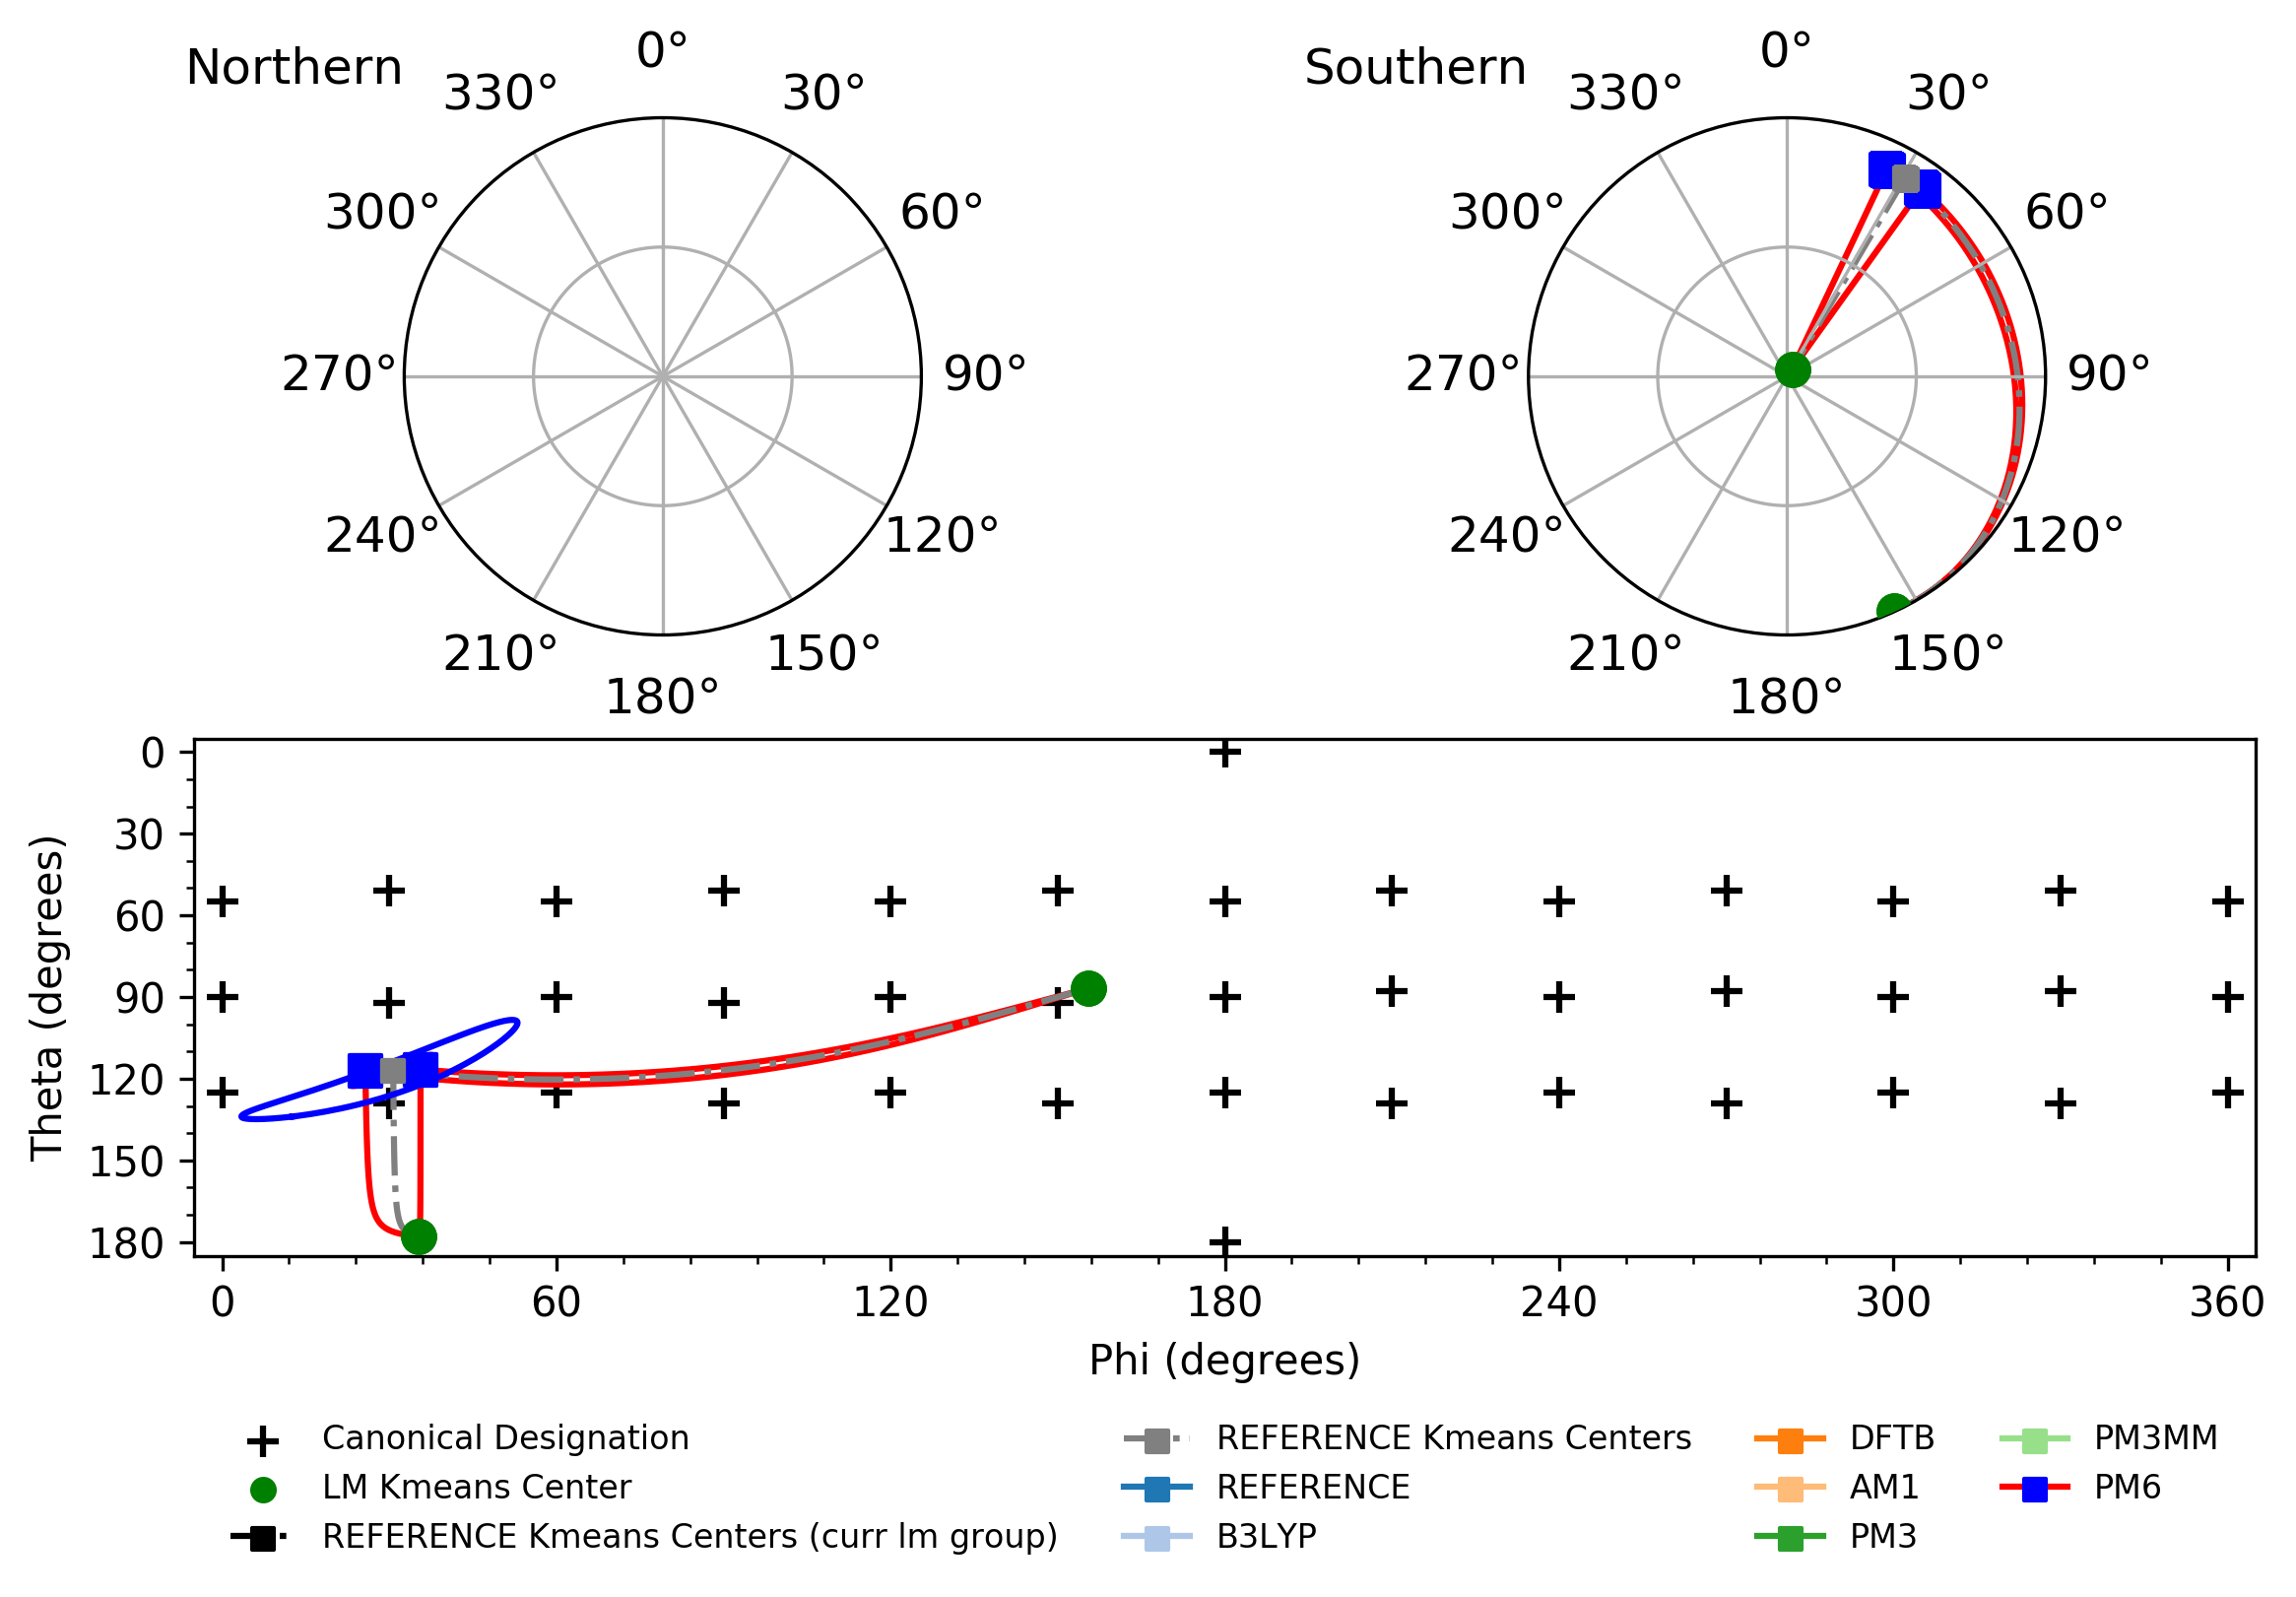 Northern
0°
30°
60°
90°
120°
150°
180°
210°
240°
270°
300°
330°
Southern
0°
30°
60°
90°
120°
150°
180°
210°
240°
270°
300°
330°
Theta (degrees)
0
30
60
90
120
150
180
0
60
120
180
240
300
360
Phi (degrees)
Canonical Designation
LM Kmeans Center
REFERENCE Kmeans Centers (curr lm group)
REFERENCE Kmeans Centers
REFERENCE
B3LYP
DFTB
AM1
PM3
PM3MM
PM6